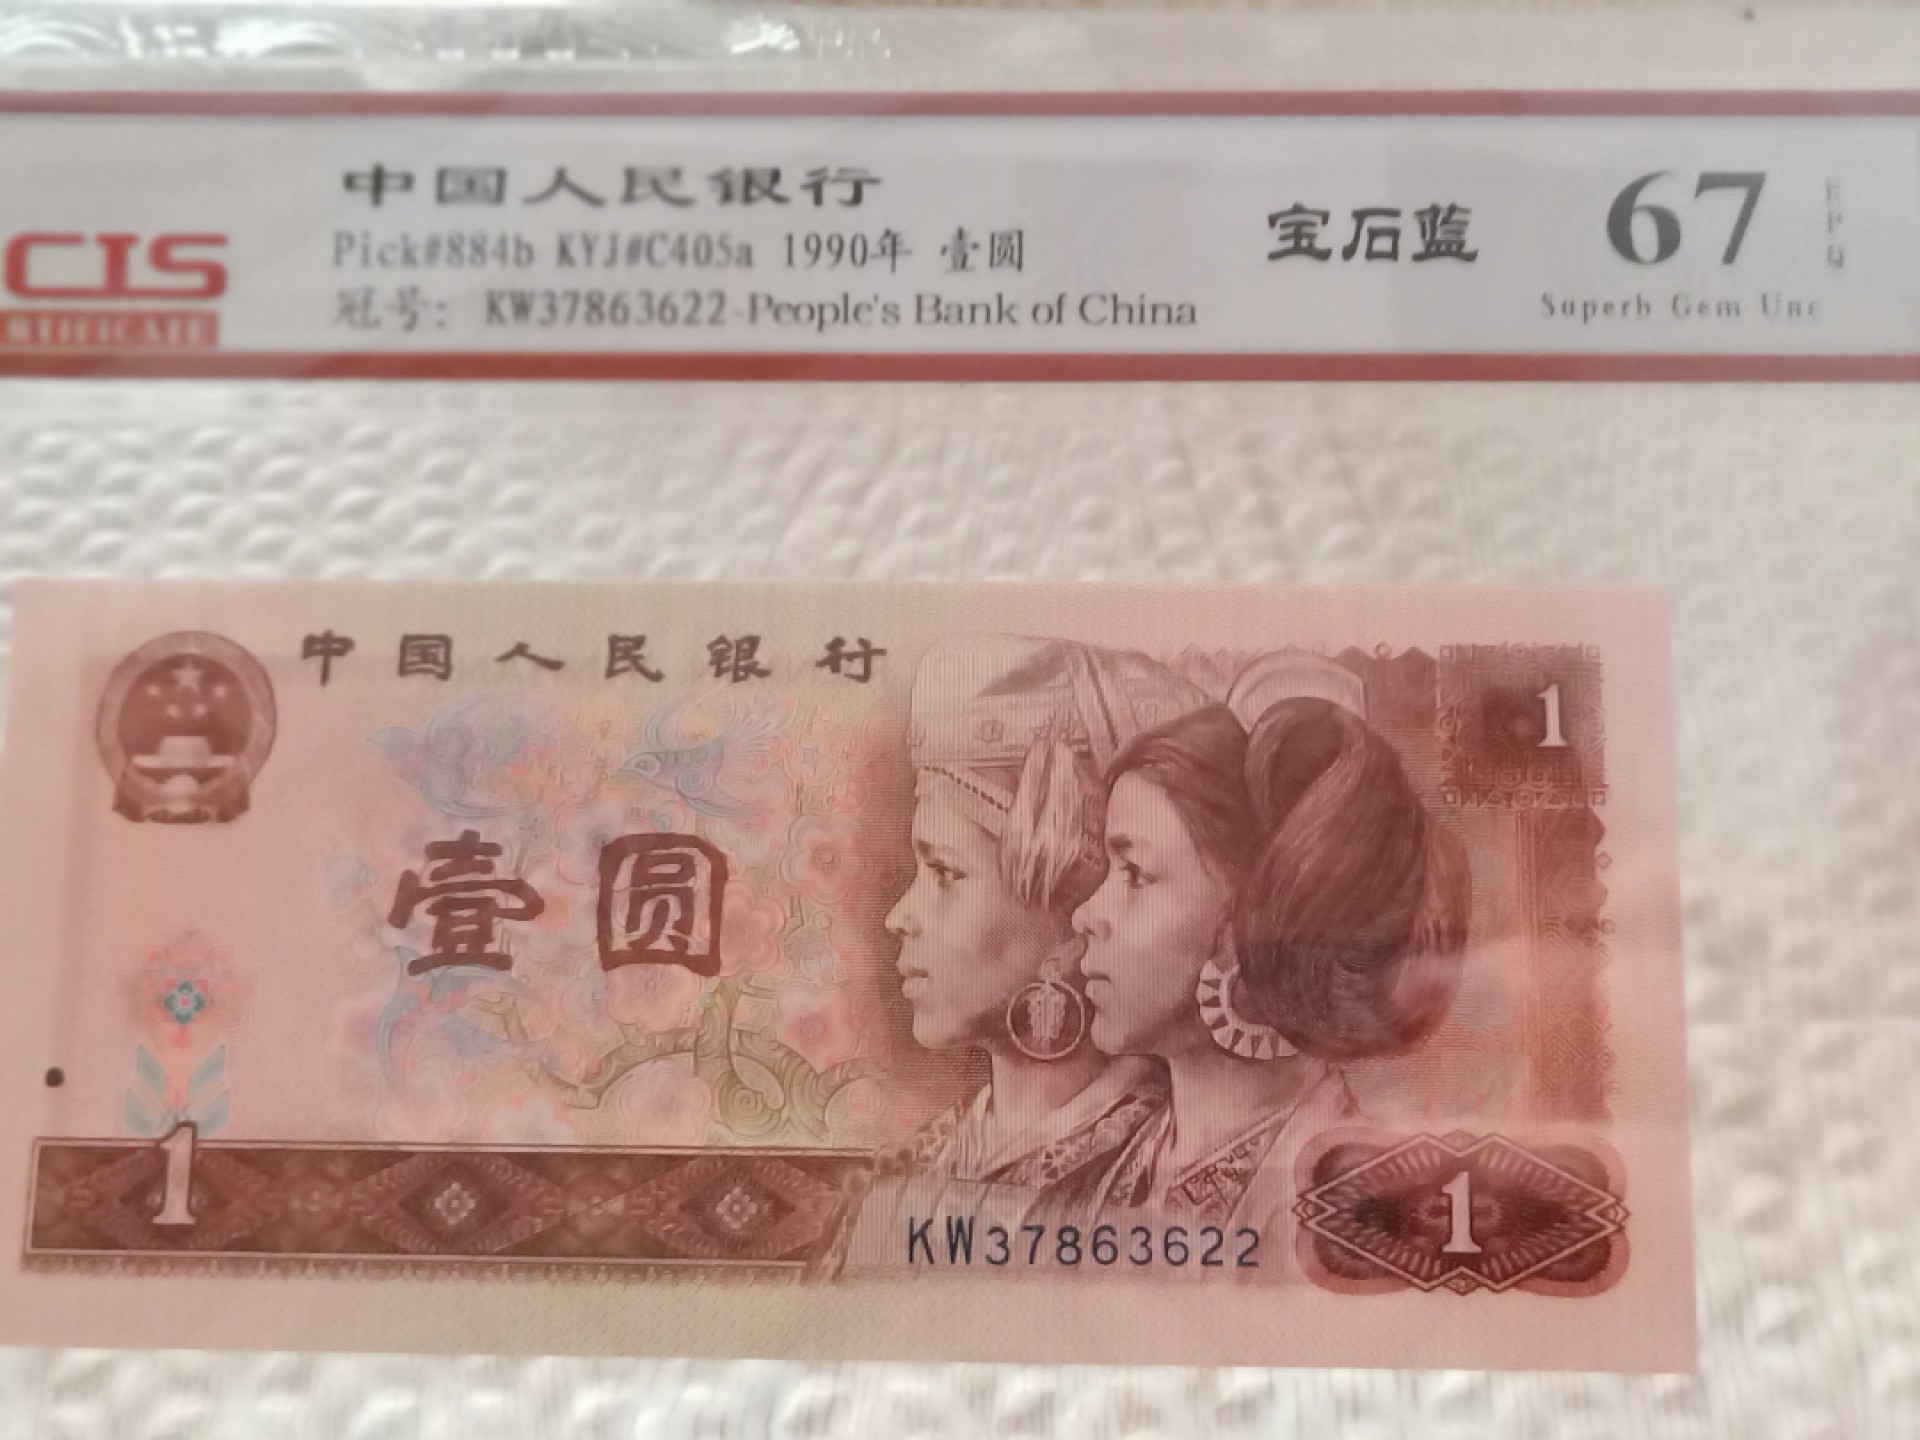 中国人民银行
CIS
RTIFICATE
Pick#884b KYJ#C405a 1990年 壹圆
冠号: KW37863622-People's Bank of China
宝石蓝
67
EPQ
Superb Gem Unc
中国人民银行
1
壹圆
1
KW37863622
1